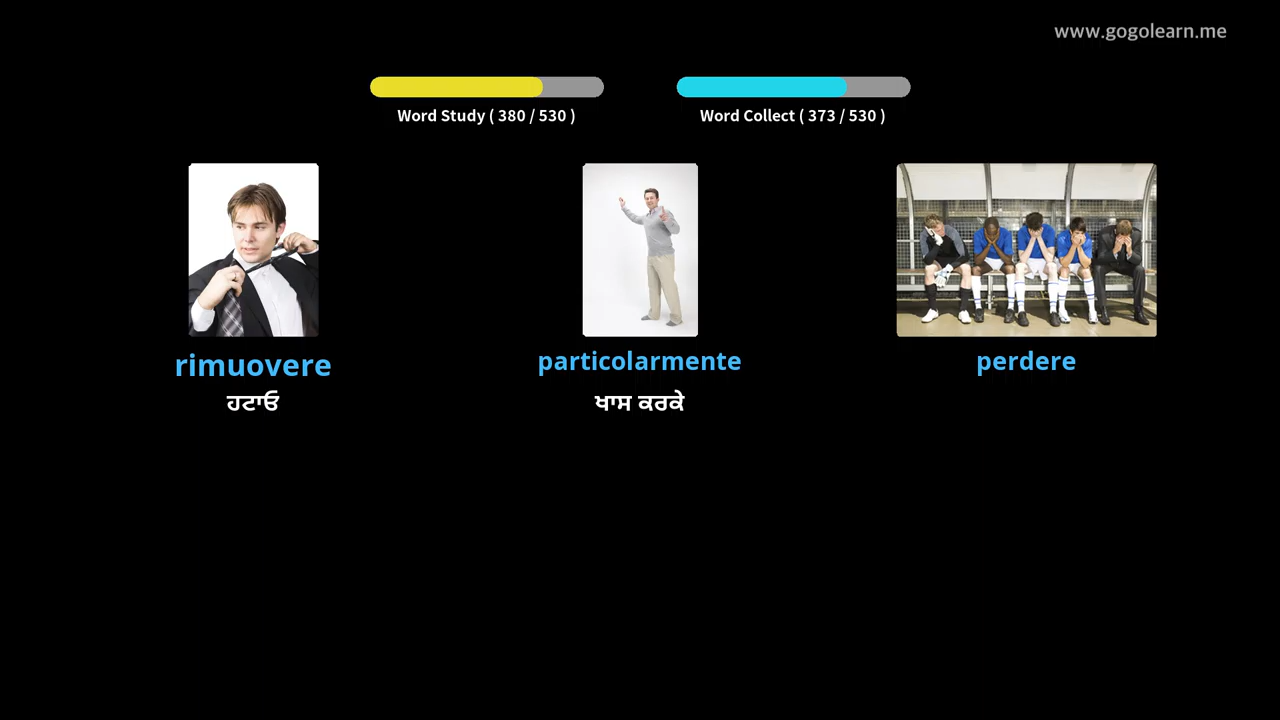 www.gogolearn.me
Word Study ( 380 / 530 )
Word Collect ( 373 / 530 )
rimuovere
particolarmente
perdere
ਹਟਾਓ
ਖਾਸ ਕਰਕੇ